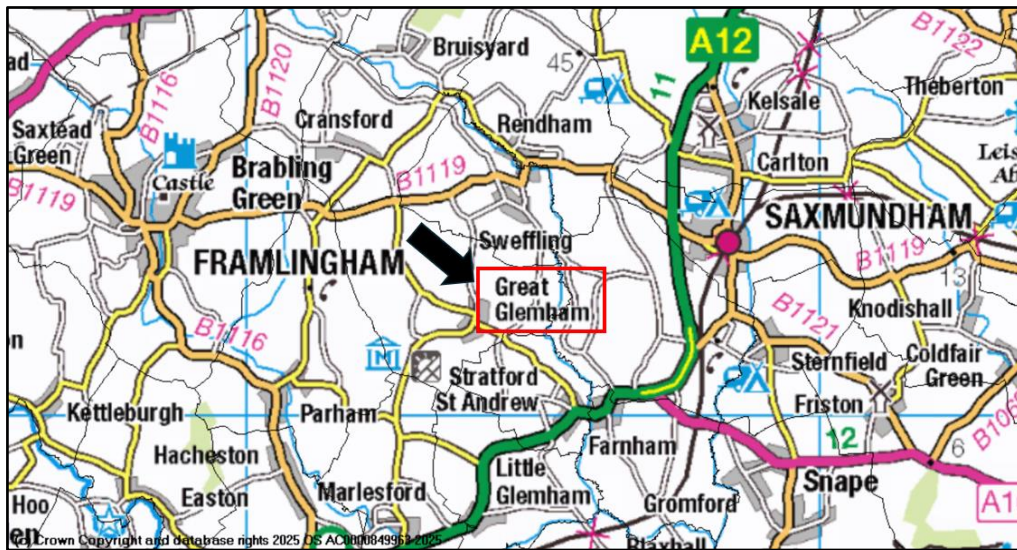 Bruisyard
A12
B1122
45
11
Theberton
B1116
B1120
Kelsale
Saxtead
Green
Cransford
Rendham
Carlton
Brabling
Green
Castle
B1119
B1119
SAXMUNDHAM
Sweffling
FRAMLINGHAM
B1119
13
Great
Glemham
Knodishall
B1116
B1121
Sternfield
Coldfair
Green
Stratford
St Andrew
Friston
Kettleburgh
Parham
Farnham
12
6
Hacheston
Little
Glemham
Snape
Easton
Marlesford
Gromford
Hoo
Blaxhall
(c) Crown Copyright and database rights 2025 OS AC0000849963 2025